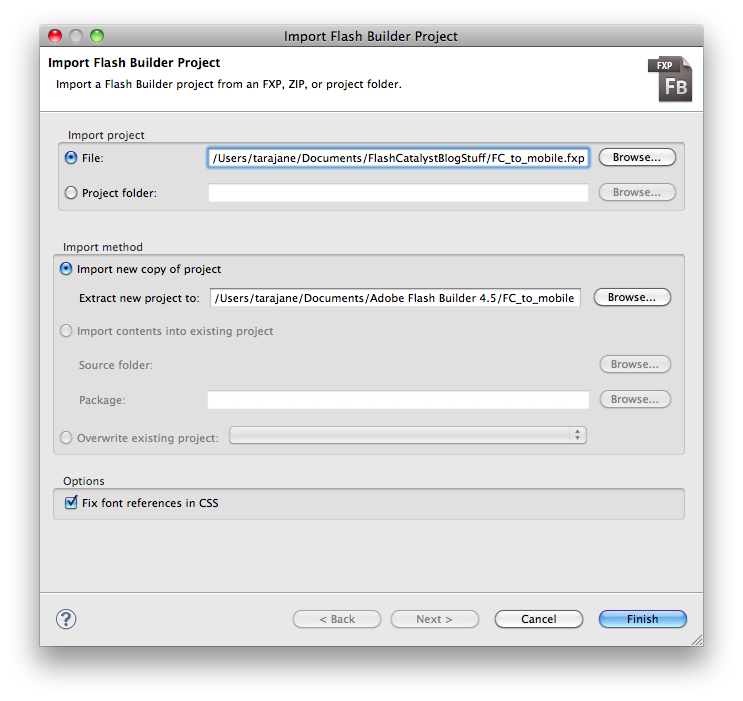 Import Flash Builder Project
Import Flash Builder Project
Import a Flash Builder project from an FXP, ZIP, or project folder.
FXP
FB
Import project
File: /Users/tarajane/Documents/FlashCatalystBlogStuff/FC_to_mobile.fxp Browse...
Project folder: Browse...
Import method
Import new copy of project
Extract new project to: /Users/tarajane/Documents/Adobe Flash Builder 4.5/FC_to_mobile Browse...
Import contents into existing project
Source folder: Browse...
Package: Browse...
Overwrite existing project:
Options
Fix font references in CSS
? < Back Next > Cancel Finish